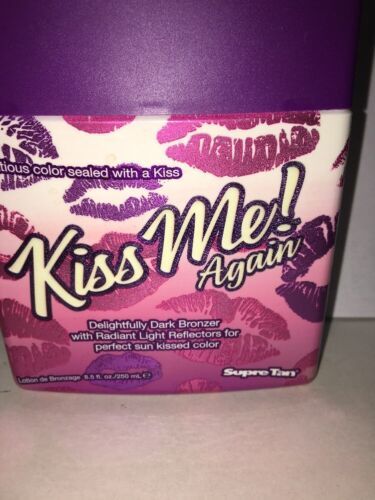 color sealed with a Kiss
Kiss Me!
Again
Delightfully Dark Bronzer
with Radiant Light Reflectors for
perfect sun kissed color
Lotion de Bronzage 8.5 fl. oz./250 mL ℮
Supre Tan